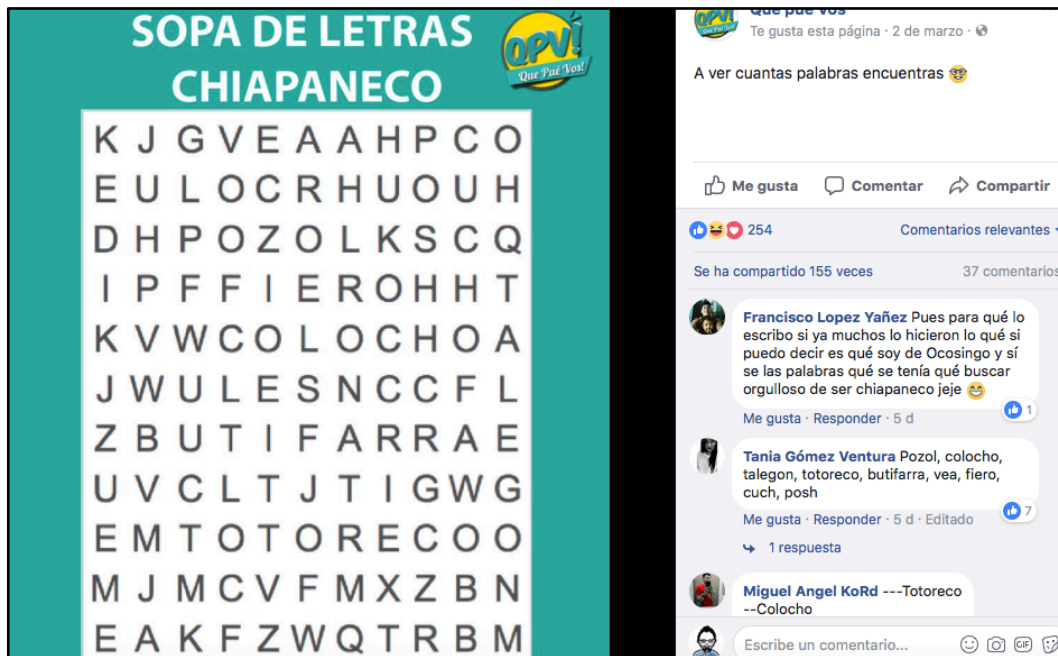 SOPA DE LETRAS
CHIAPANECO
QPV!
Que Pué Vos!
K J G V E A A H P C O
E U L O C R H U O U H
D H P O Z O L K S C Q
I P F F I E R O H H T
K V W C O L O C H O A
J W U L E S N C C F L
Z B U T I F A R R A E
U V C L T J T I G W G
E M T O T O R E C O O
M J M C V F M X Z B N
E A K F Z W Q T R B M
QPV!
Que pué vos
Te gusta esta página · 2 de marzo ·
A ver cuantas palabras encuentras
Me gusta Comentar Compartir
254 Comentarios relevantes
Se ha compartido 155 veces 37 comentarios
Francisco Lopez Yañez Pues para qué lo
escribo si ya muchos lo hicieron lo qué si
puedo decir es qué soy de Ocosingo y sí
se las palabras qué se tenía qué buscar
orgulloso de ser chiapaneco jeje
1
Me gusta · Responder · 5 d
Tania Gómez Ventura Pozol, colocho,
talegon, totoreco, butifarra, vea, fiero,
cuch, posh
7
Me gusta · Responder · 5 d · Editado
1 respuesta
Miguel Angel KoRd ---Totoreco
--Colocho
Escribe un comentario...
GIF